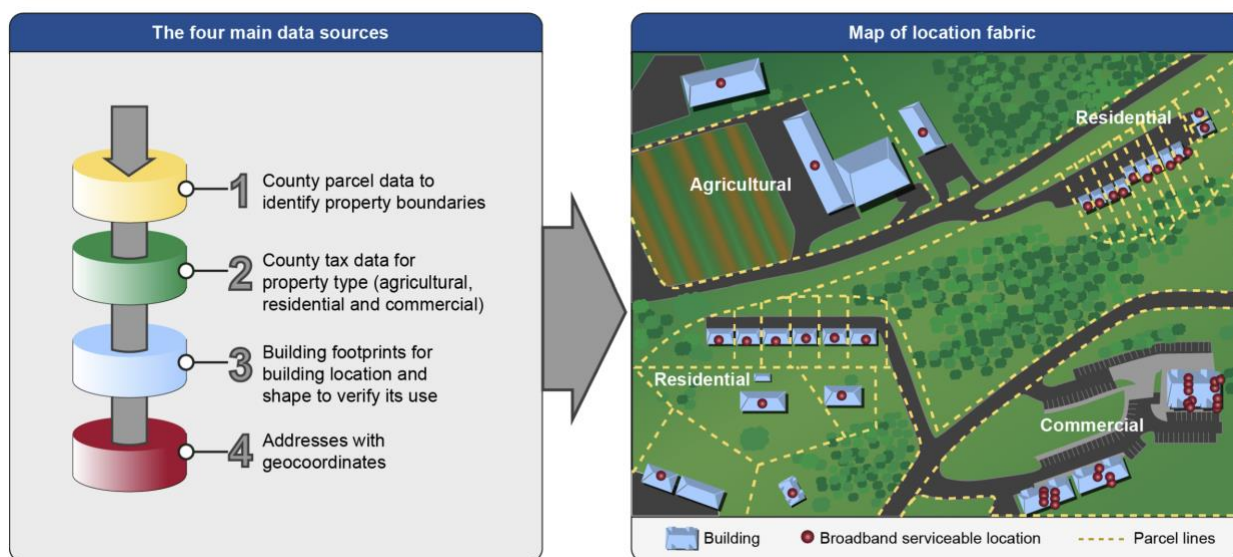 The four main data sources
1
County parcel data to
identify property boundaries
2
County tax data for
property type (agricultural,
residential and commercial)
3
Building footprints for
building location and
shape to verify its use
4
Addresses with
geocoordinates
Map of location fabric
Residential
Agricultural
Residential
Commercial
Building
Broadband serviceable location
Parcel lines